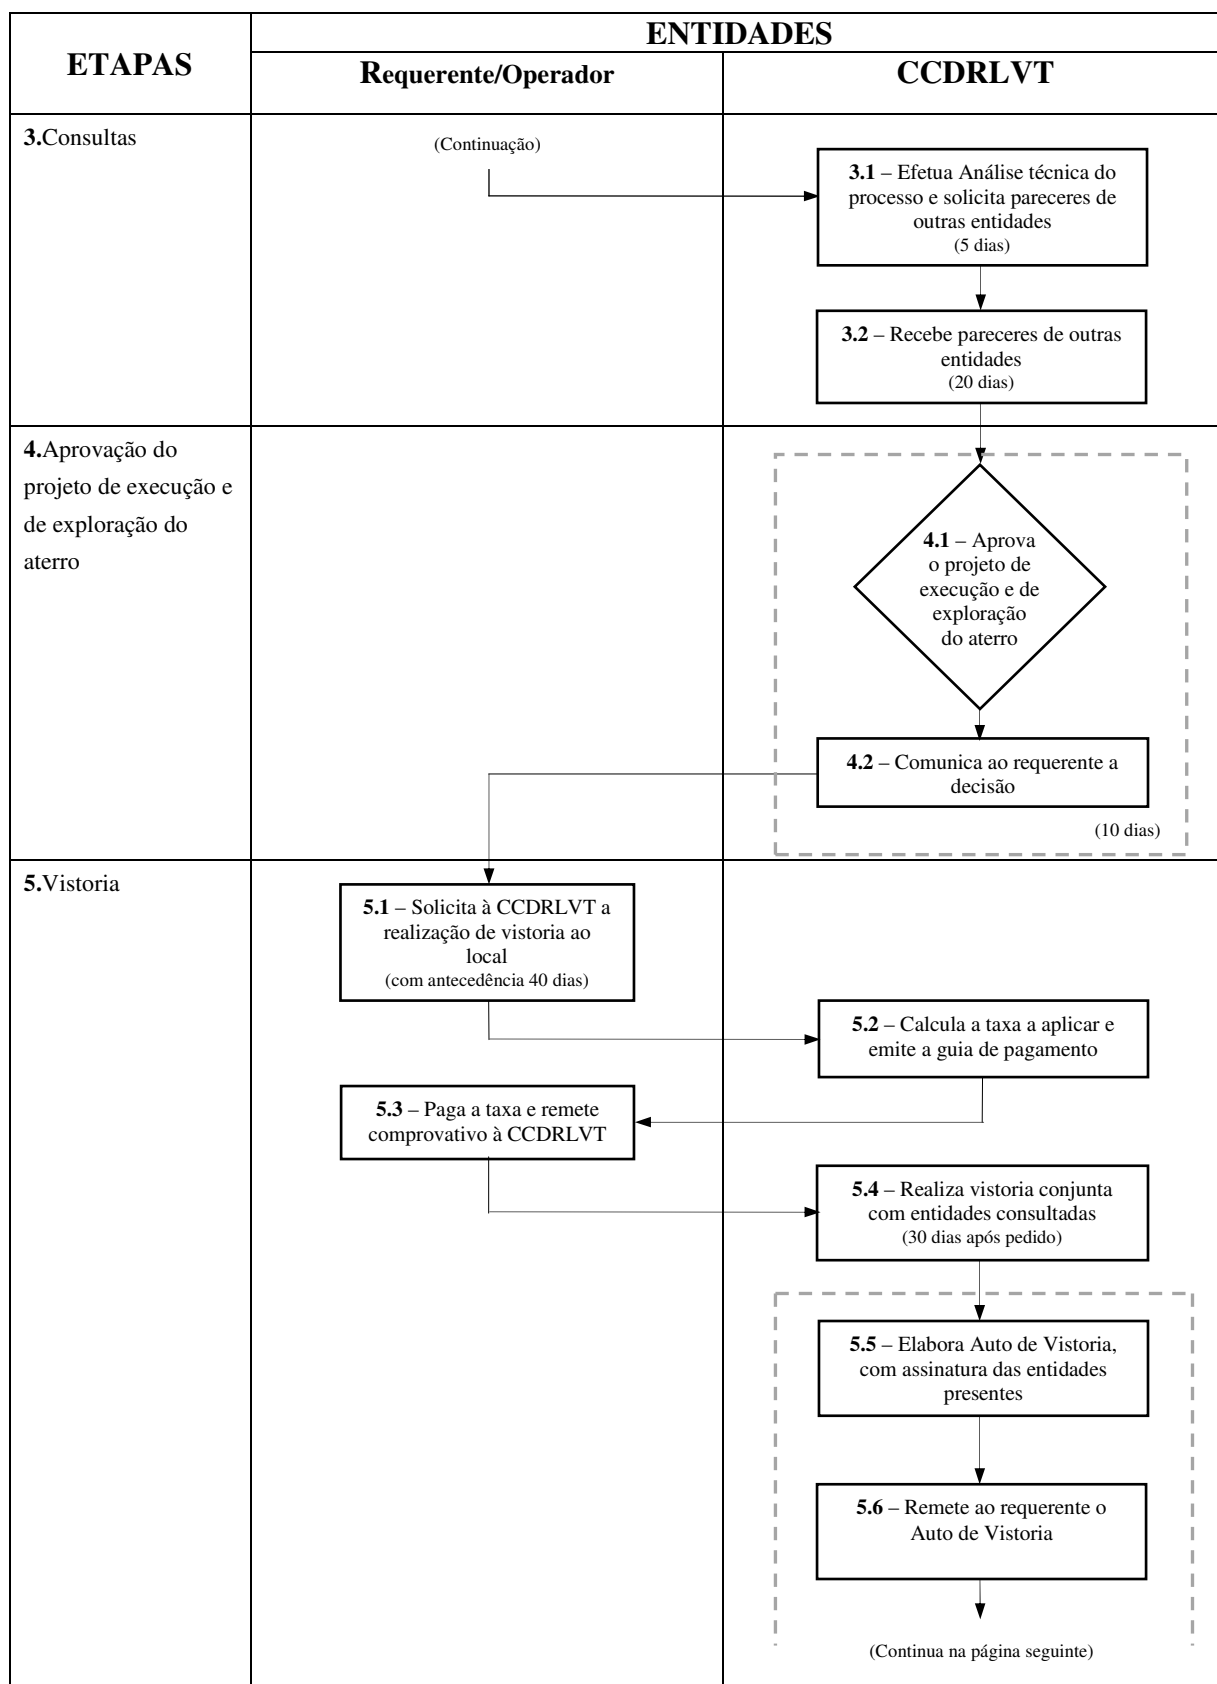 ETAPAS
ENTIDADES
Requerente/Operador
CCDRLVT
3.Consultas
(Continuação)
3.1 – Efetua Análise técnica do
processo e solicita pareceres de
outras entidades
(5 dias)
3.2 – Recebe pareceres de outras
entidades
(20 dias)
4.Aprovação do
projeto de execução e
de exploração do
aterro
4.1 – Aprova
o projeto de
execução e de
exploração
do aterro
4.2 – Comunica ao requerente a
decisão
(10 dias)
5.Vistoria
5.1 – Solicita à CCDRLVT a
realização de vistoria ao
local
(com antecedência 40 dias)
5.2 – Calcula a taxa a aplicar e
emite a guia de pagamento
5.3 – Paga a taxa e remete
comprovativo à CCDRLVT
5.4 – Realiza vistoria conjunta
com entidades consultadas
(30 dias após pedido)
5.5 – Elabora Auto de Vistoria,
com assinatura das entidades
presentes
5.6 – Remete ao requerente o
Auto de Vistoria
(Continua na página seguinte)